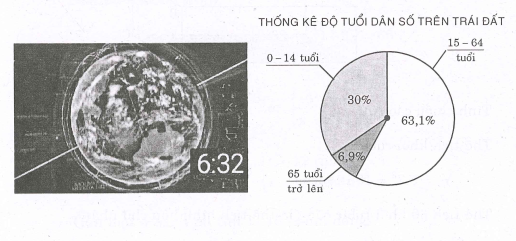 THỐNG KÊ ĐỘ TUỔI DÂN SỐ TRÊN TRÁI ĐẤT
15 – 64
tuổi
0 – 14 tuổi
30%
63,1%
6,9%
65 tuổi
trở lên
6:32